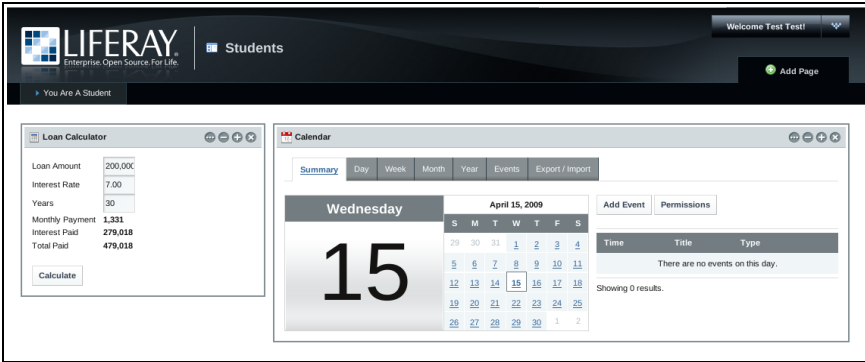 LIFERAY.
Enterprise. Open Source. For Life.
Students
Welcome Test Test!
Add Page
You Are A Student
Loan Calculator
Loan Amount 200,000
Interest Rate 7.00
Years 30
Monthly Payment 1,331
Interest Paid 279,018
Total Paid 479,018
Calculate
Calendar
Summary Day Week Month Year Events Export / Import
Wednesday
15
April 15, 2009
S M T W T F S
29 30 31 1 2 3 4
5 6 7 8 9 10 11
12 13 14 15 16 17 18
19 20 21 22 23 24 25
26 27 28 29 30 1 2
Add Event Permissions
Time Title Type
There are no events on this day.
Showing 0 results.